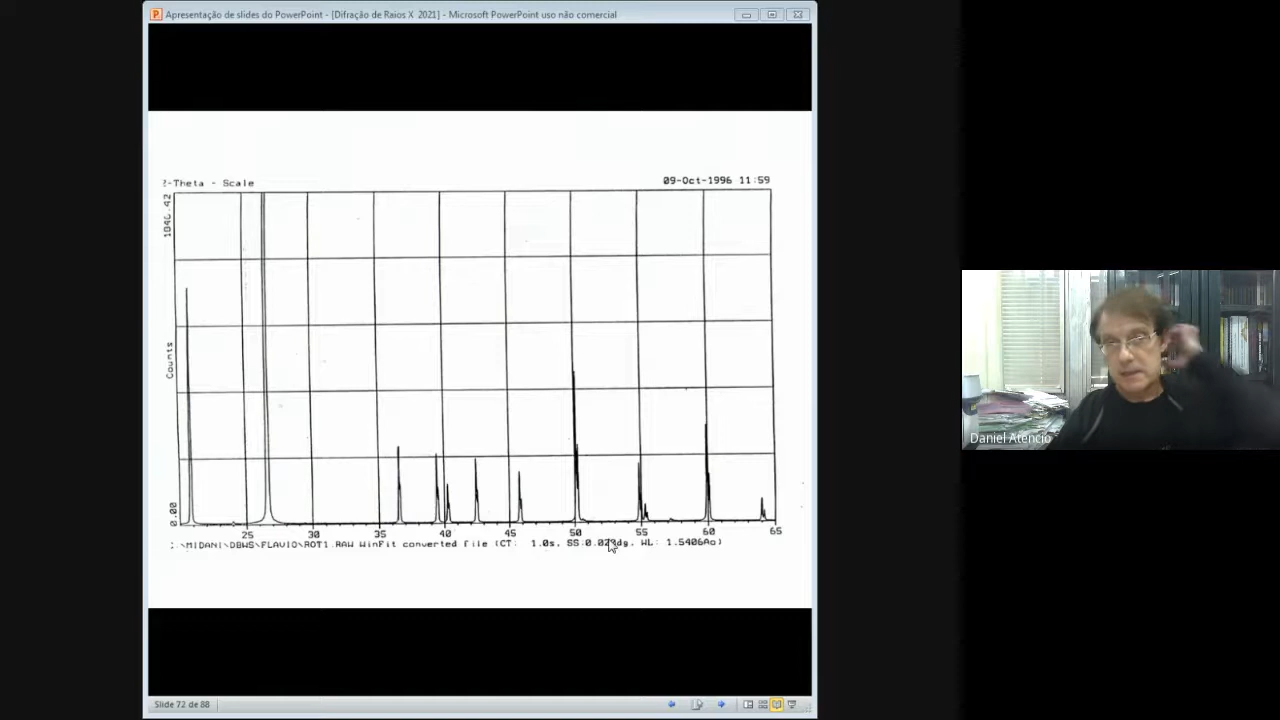 Apresentação de slides do PowerPoint - [Difração de Raios X 2021] - Microsoft PowerPoint uso não comercial
2-Theta - Scale
09-Oct-1996 11:59
Counts
0.00
25 30 35 40 45 50 55 60 65
:\MIDANI\DBWS\FLAVIO\ROT1.RAW WinFit converted file (CT: 1.0s, SS:0.020dg, WL: 1.5406Ao)
Daniel Atencio
Slide 72 de 88